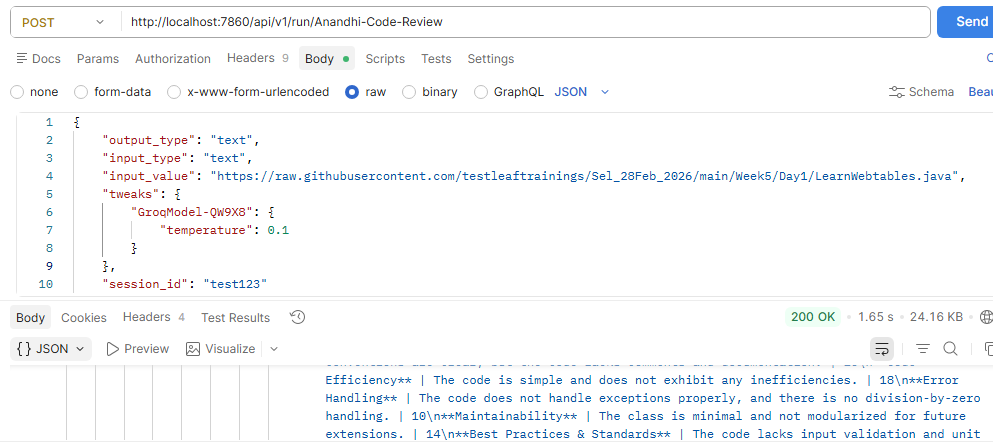 POST http://localhost:7860/api/v1/run/Anandhi-Code-Review Send
Docs Params Authorization Headers 9 Body Scripts Tests Settings
none form-data x-www-form-urlencoded raw binary GraphQL JSON Schema Beau
1 {
2 "output_type": "text",
3 "input_type": "text",
4 "input_value": "https://raw.githubusercontent.com/testleaftrainings/Sel_28Feb_2026/main/Week5/Day1/LearnWebtables.java",
5 "tweaks": {
6 "GroqModel-QW9X8": {
7 "temperature": 0.1
8 }
9 },
10 "session_id": "test123"
Body Cookies Headers 4 Test Results 200 OK • 1.65 s • 24.16 KB •
{} JSON Preview Visualize
Efficiency** | The code is simple and does not exhibit any inefficiencies. | 18\n**Error
Handling** | The code does not handle exceptions properly, and there is no division-by-zero
handling. | 10\n**Maintainability** | The class is minimal and not modularized for future
extensions. | 14\n**Best Practices & Standards** | The code lacks input validation and unit